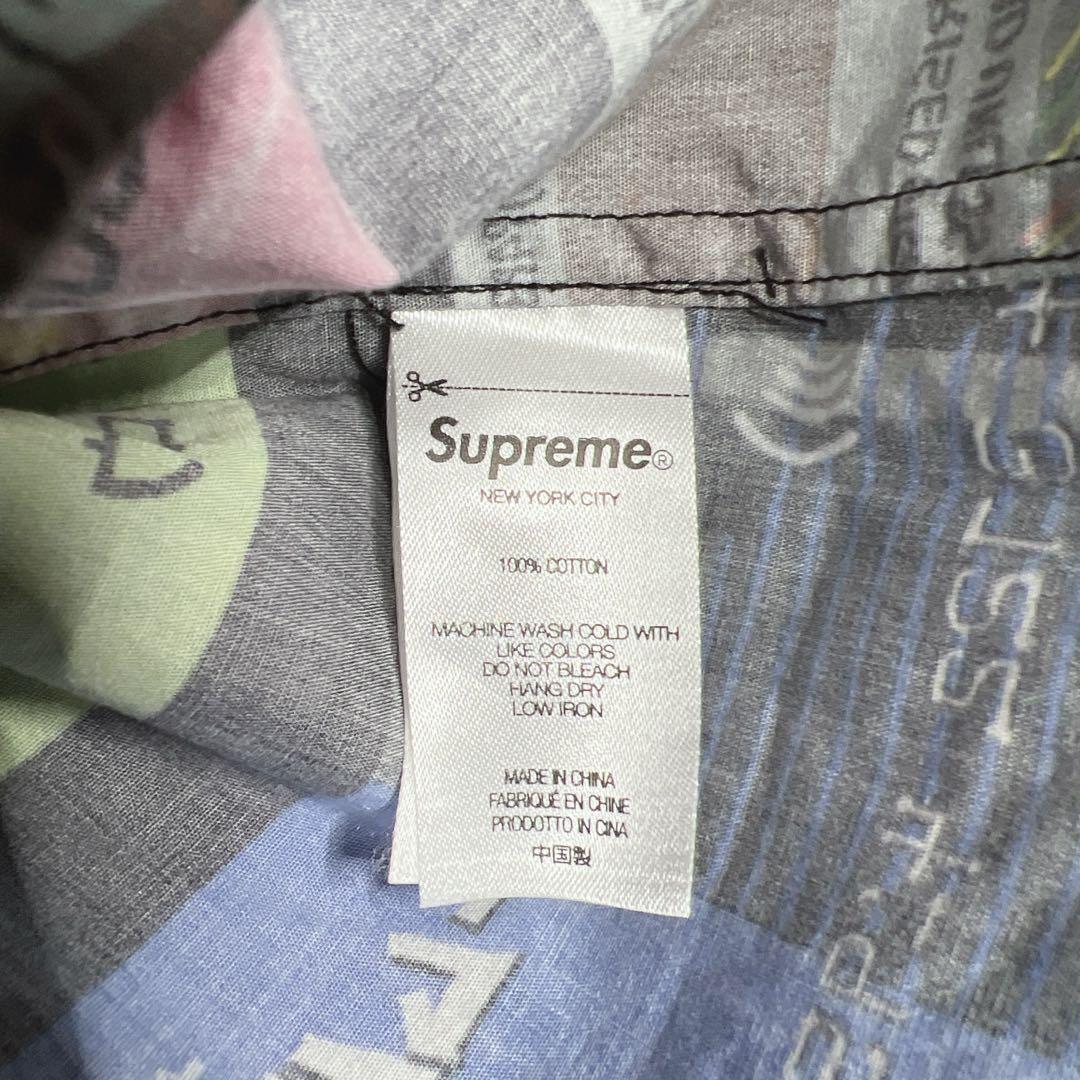 Supreme®
NEW YORK CITY
100% COTTON
MACHINE WASH COLD WITH
LIKE COLORS
DO NOT BLEACH
HANG DRY
LOW IRON
MADE IN CHINA
FABRIQUÉ EN CHINE
PRODOTTO IN CINA
中国製